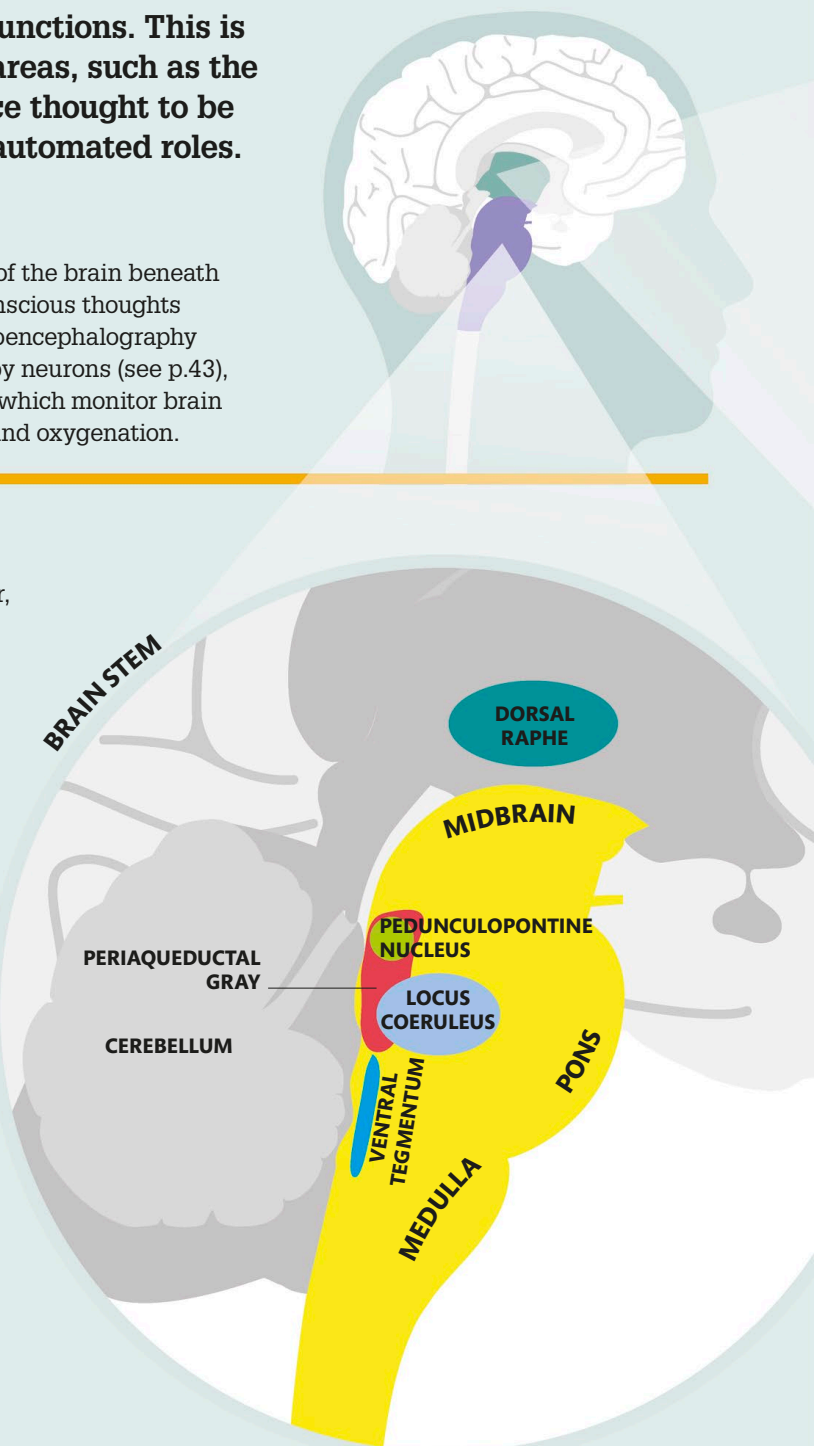 unctions. This is
areas, such as the
ce thought to be
automated roles.
of the brain beneath
nscious thoughts
oencephalography
by neurons (see p.43),
which monitor brain
and oxygenation.
r,
BRAIN STEM
DORSAL
RAPHE
MIDBRAIN
PEDUNCULOPONTINE
NUCLEUS
PERIAQUEDUCTAL
GRAY
LOCUS
COERULEUS
CEREBELLUM
PONS
VENTRAL
TEGMENTUM
MEDULLA